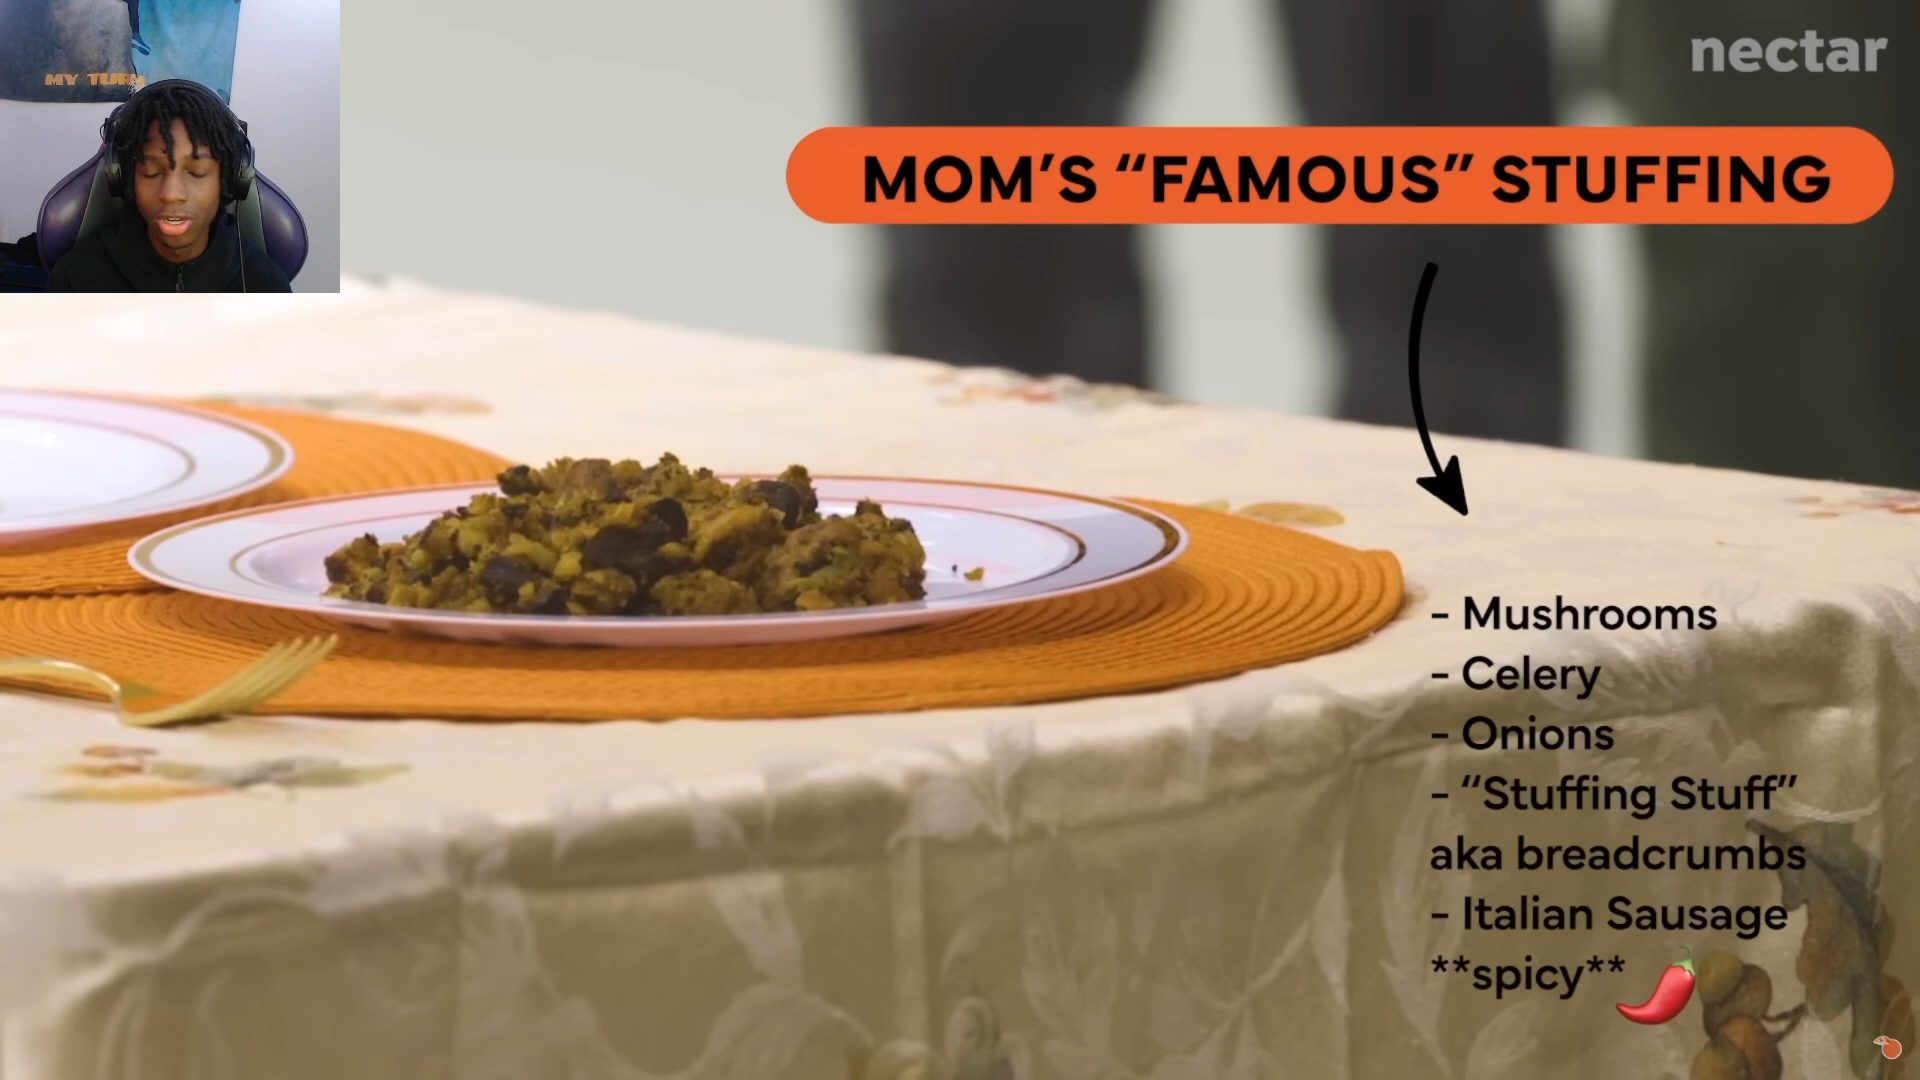 MY TURN
nectar
MOM’S “FAMOUS” STUFFING
- Mushrooms
- Celery
- Onions
- “Stuffing Stuff”
aka breadcrumbs
- Italian Sausage
**spicy**